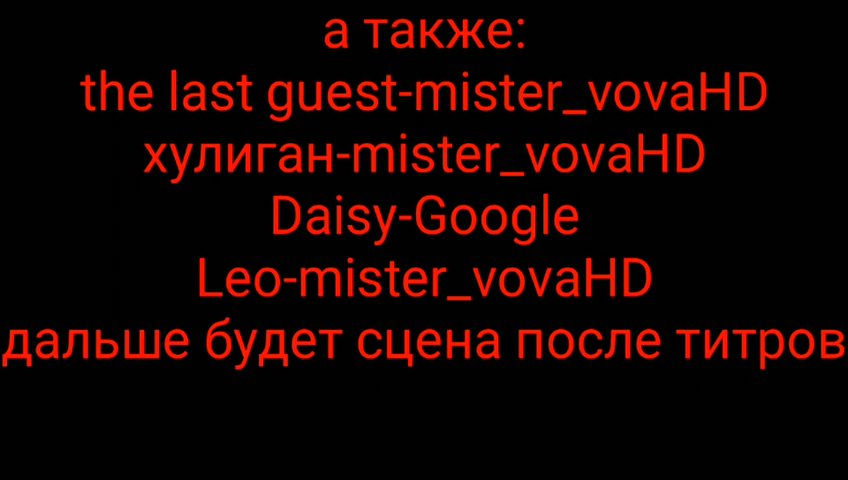 а также:
the last guest-mister_vovaHD
хулиган-mister_vovaHD
Daisy-Google
Leo-mister_vovaHD
дальше будет сцена после титров